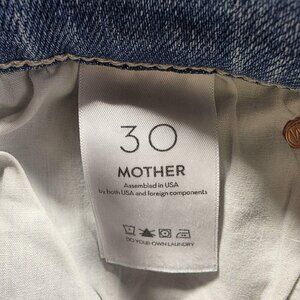 30
MOTHER
Assembled in USA
by both USA and foreign components
DO YOUR OWN LAUNDRY